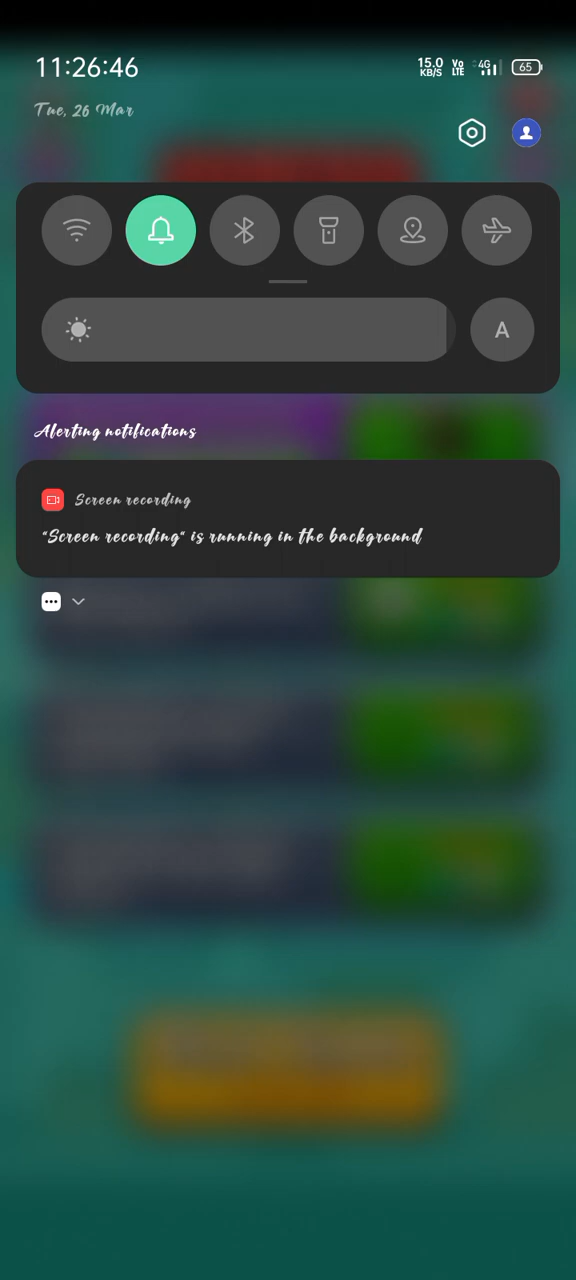 11:26:46
15.0 KB/S Vo LTE 4G 65
Tue, 26 Mar
A
Alerting notifications
Screen recording
"Screen recording" is running in the background